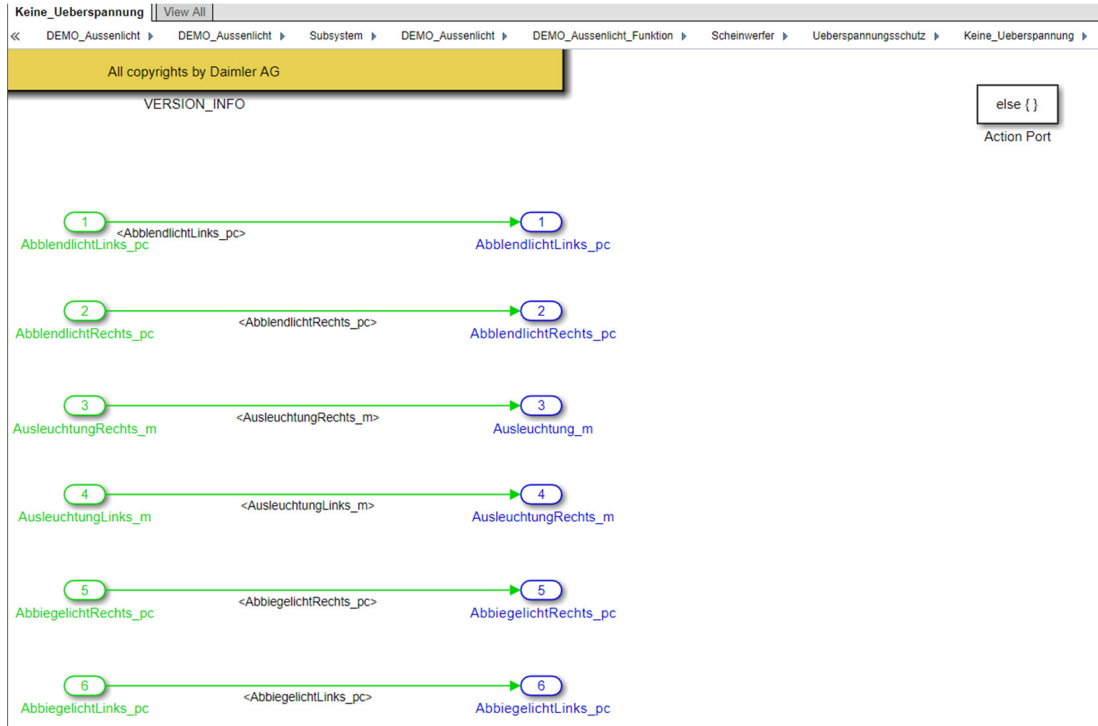 Keine_Ueberspannung View All
« DEMO_Aussenlicht DEMO_Aussenlicht Subsystem DEMO_Aussenlicht DEMO_Aussenlicht_Funktion Scheinwerfer Ueberspannungsschutz Keine_Ueberspannung
All copyrights by Daimler AG
VERSION_INFO
else { }
Action Port
1 <AbblendlichtLinks_pc> 1
AbblendlichtLinks_pc AbblendlichtLinks_pc
2 <AbblendlichtRechts_pc> 2
AbblendlichtRechts_pc AbblendlichtRechts_pc
3 <AusleuchtungRechts_m> 3
AusleuchtungRechts_m Ausleuchtung_m
4 <AusleuchtungLinks_m> 4
AusleuchtungLinks_m AusleuchtungRechts_m
5 <AbbiegelichtRechts_pc> 5
AbbiegelichtRechts_pc AbbiegelichtRechts_pc
6 <AbbiegelichtLinks_pc> 6
AbbiegelichtLinks_pc AbbiegelichtLinks_pc